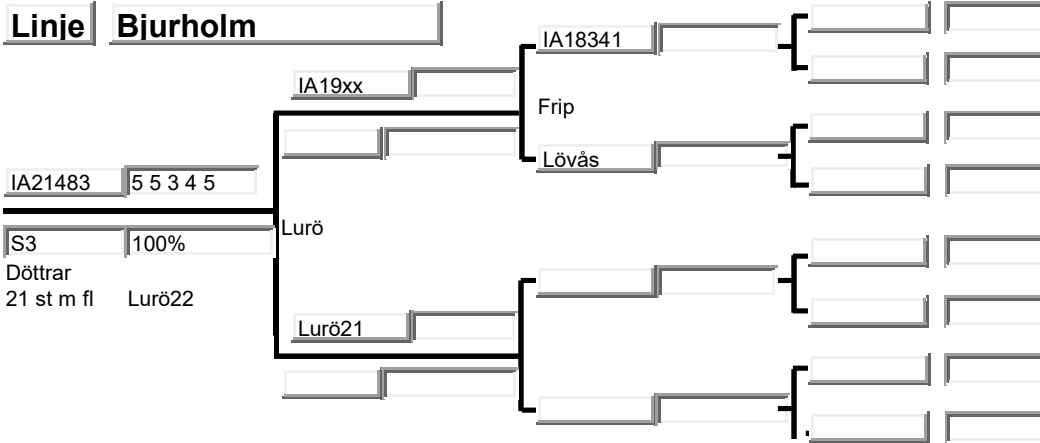 Linje Bjurholm
IA18341
IA19xx
Frip
Lövås
IA21483 5 5 3 4 5
Lurö
S3 100%
Döttrar
21 st m fl Lurö22
Lurö21